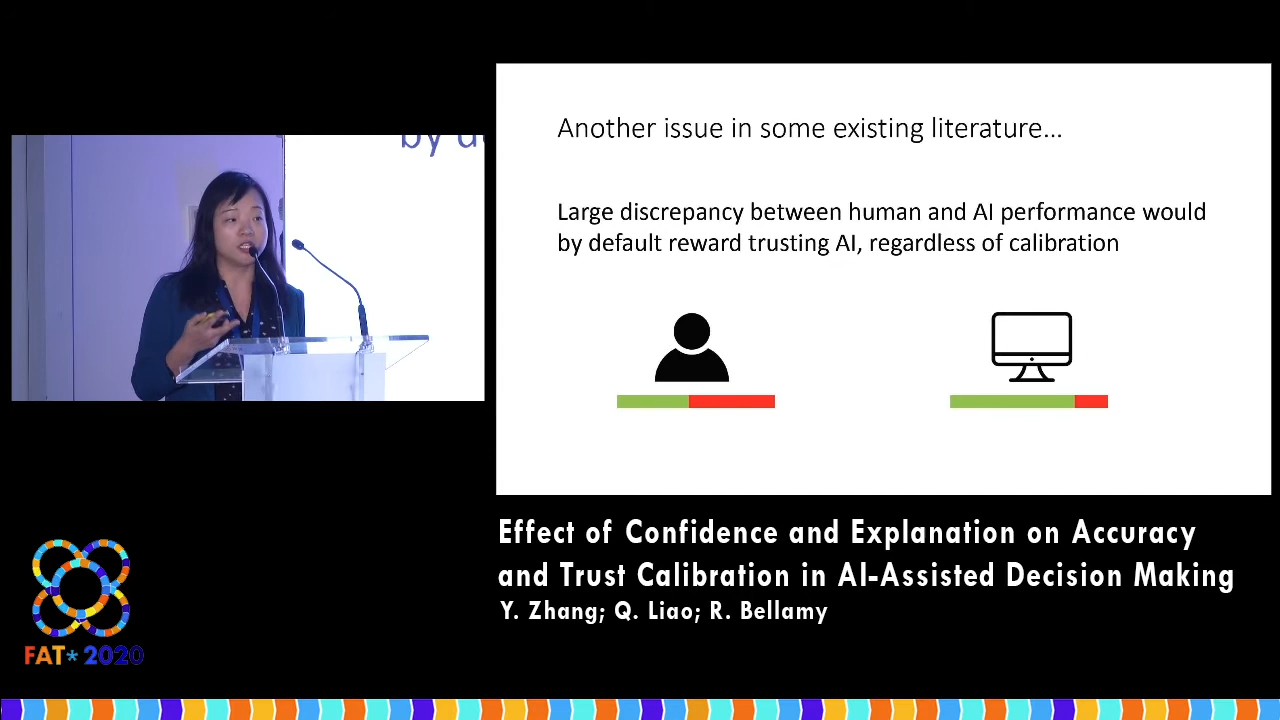 by d
Another issue in some existing literature...
Large discrepancy between human and AI performance would
by default reward trusting AI, regardless of calibration
Effect of Confidence and Explanation on Accuracy
and Trust Calibration in AI-Assisted Decision Making
Y. Zhang; Q. Liao; R. Bellamy
FAT* 2020